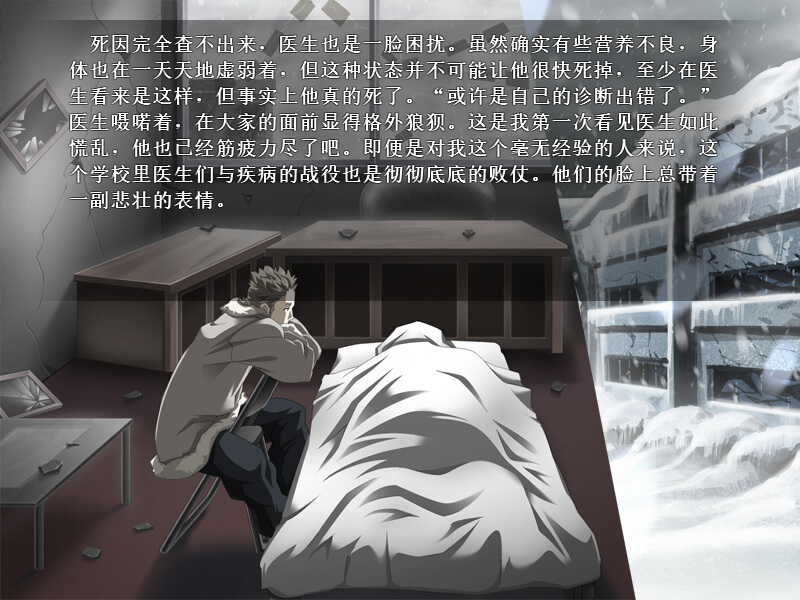 死因完全查不出来，医生也是一脸困扰。虽然确实有些营养不良，身
体也在一天天地虚弱着，但这种状态并不可能让他很快死掉，至少在医
生看来是这样，但事实上他真的死了。“或许是自己的诊断出错了。”
医生嗫喏着，在大家的面前显得格外狼狈。这是我第一次看见医生如此
慌乱，他也已经筋疲力尽了吧。即便是对我这个毫无经验的人来说，这
个学校里医生们与疾病的战役也是彻彻底底的败仗。他们的脸上总带着
一副悲壮的表情。